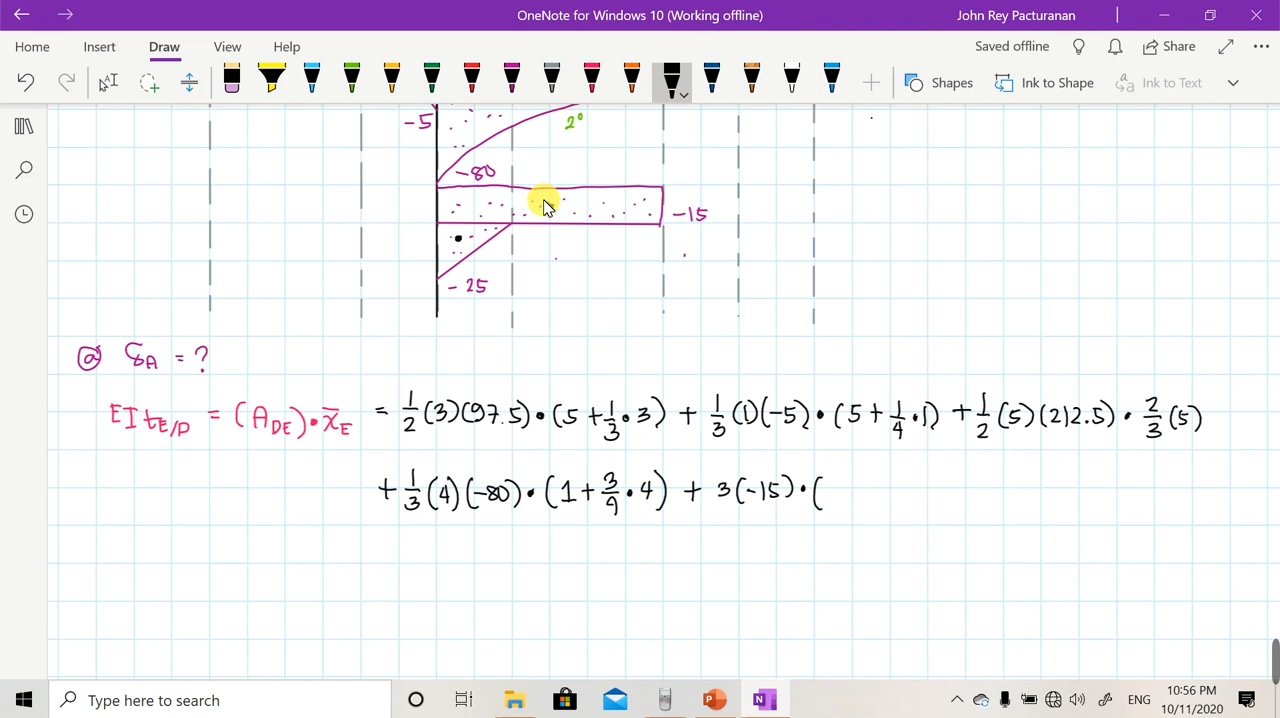 OneNote for Windows 10 (Working offline)
John Rey Pacturanan
Home Insert Draw View Help
Saved offline
Share
Shapes
Ink to Shape
Ink to Text
-5
2°
-80
-15
-25
ⓐ δA = ?
EI tE/D = (ADE)·x̄E = 1/2 (3)(97.5)·(5 + 1/3·3) + 1/3 (1)(-5)·(5 + 1/4·1) + 1/2 (5)(212.5)·2/3 (5)
+ 1/3 (4)(-80)·(1 + 3/4·4) + 3(-15)·(
Type here to search
ENG
10:56 PM
10/11/2020